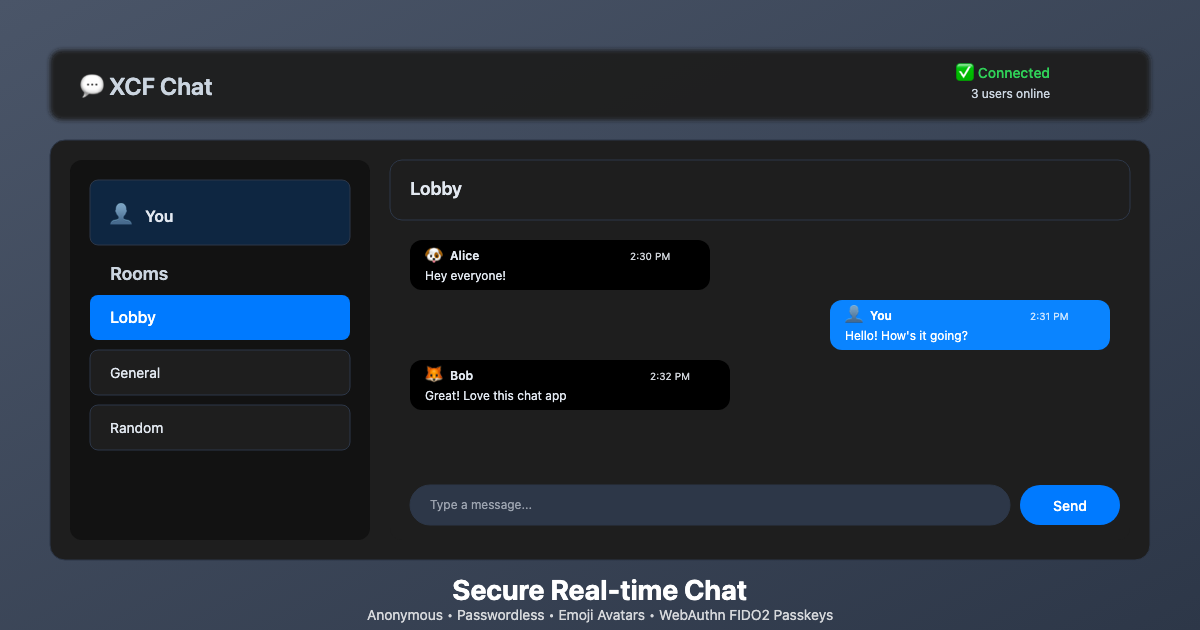 💬 XCF Chat
✅ Connected
3 users online
👤 You
Rooms
Lobby
General
Random
Lobby
🐶 Alice 2:30 PM
Hey everyone!
👤 You 2:31 PM
Hello! How's it going?
🦊 Bob 2:32 PM
Great! Love this chat app
Type a message...
Send
Secure Real-time Chat
Anonymous • Passwordless • Emoji Avatars • WebAuthn FIDO2 Passkeys